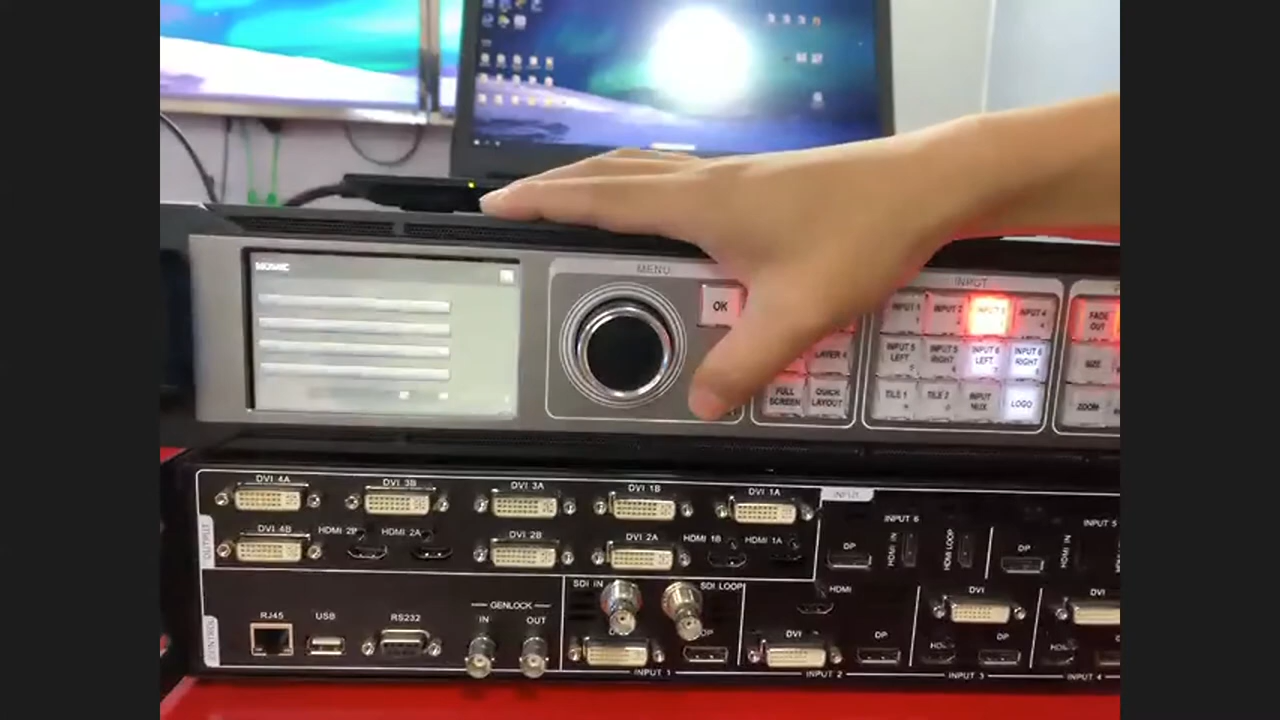 MENU
OK
INPUT
INPUT 1
INPUT 2
INPUT 4
FADE OUT
LAYER 4
INPUT 5 LEFT
INPUT 5 RIGHT
INPUT 6 LEFT
INPUT 6 RIGHT
SIZE
FULL SCREEN
QUICK LAYOUT
TILE 1
TILE 2
INPUT
LOGO
ZOOM
DVI 4A
DVI 3B
DVI 3A
DVI 1B
DVI 1A
INPUT
OUTPUT
INPUT 6
INPUT 5
DVI 4B
HDMI 2B
HDMI 2A
DVI 2B
DVI 2A
HDMI 1B
HDMI 1A
DP
HDMI IN
HDMI LOOP
DP
HDMI IN
SDI IN
SDI LOOP
HDMI
DVI
DVI
CONTROL
RJ45
USB
RS232
GENLOCK
IN
OUT
DP
DVI
DP
DP
INPUT 1
INPUT 2
INPUT 3
INPUT 4